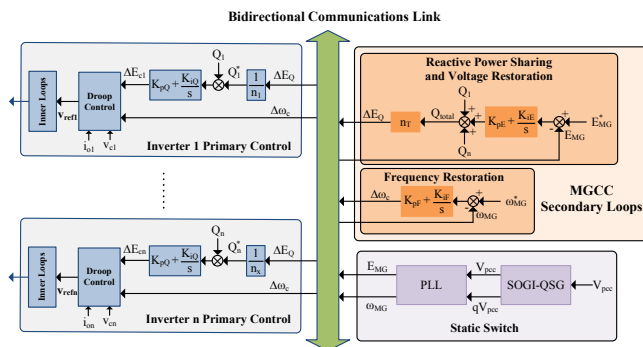 Bidirectional Communications Link
Inner Loops
Droop
Control
v_ref1
i_o1
v_c1
ΔE_c1
K_pQ + K_iQ/s
Q_1
Q_1^*
1/n_1
ΔE_Q
Δω_c
Inverter 1 Primary Control
Inner Loops
Droop
Control
v_refn
i_on
v_cn
ΔE_cn
K_pQ + K_iQ/s
Q_n
Q_n^*
1/n_x
ΔE_Q
Δω_c
Inverter n Primary Control
Reactive Power Sharing
and Voltage Restoration
ΔE_Q
n_T
Q_total
Q_1
+
+
+
Q_n
K_pE + K_iE/s
+
-
E_MG^*
E_MG
Frequency Restoration
Δω_c
K_pF + K_iF/s
+
-
ω_MG^*
ω_MG
MGCC
Secondary Loops
E_MG
ω_MG
PLL
V_pcc
qV_pcc
SOGI-QSG
V_pcc
Static Switch